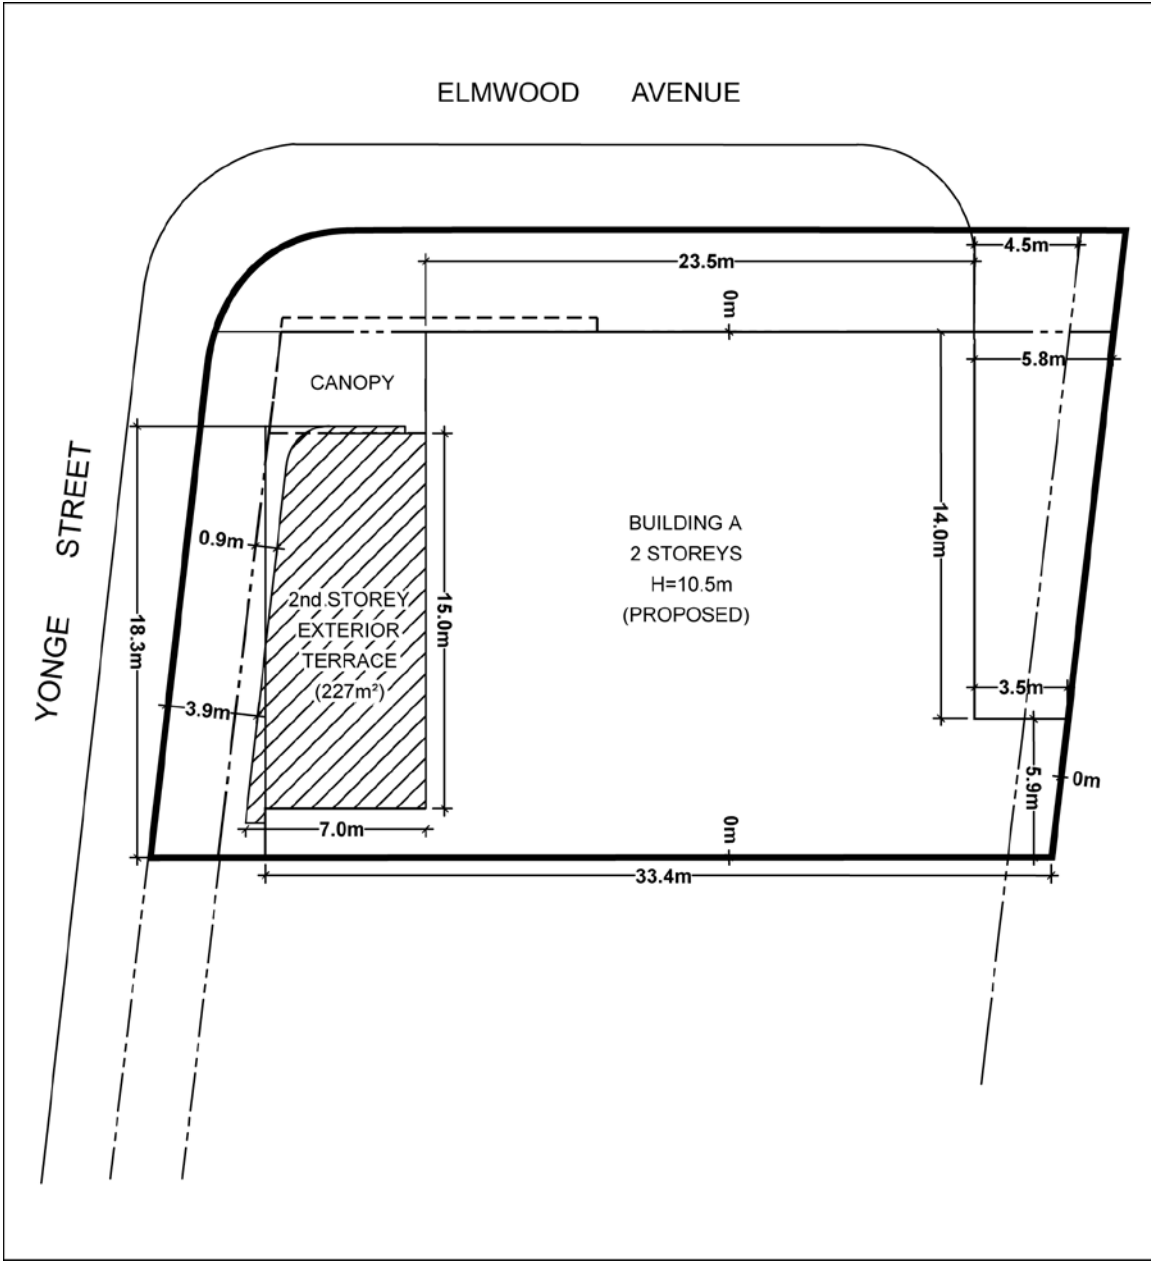 ELMWOOD AVENUE
4.5m
23.5m
0m
5.8m
CANOPY
YONGE STREET
BUILDING A
2 STOREYS
H=10.5m
(PROPOSED)
14.0m
0.9m
2nd STOREY
EXTERIOR
TERRACE
(227m²)
15.0m
18.3m
3.9m
3.5m
5.9m
0m
7.0m
0m
33.4m